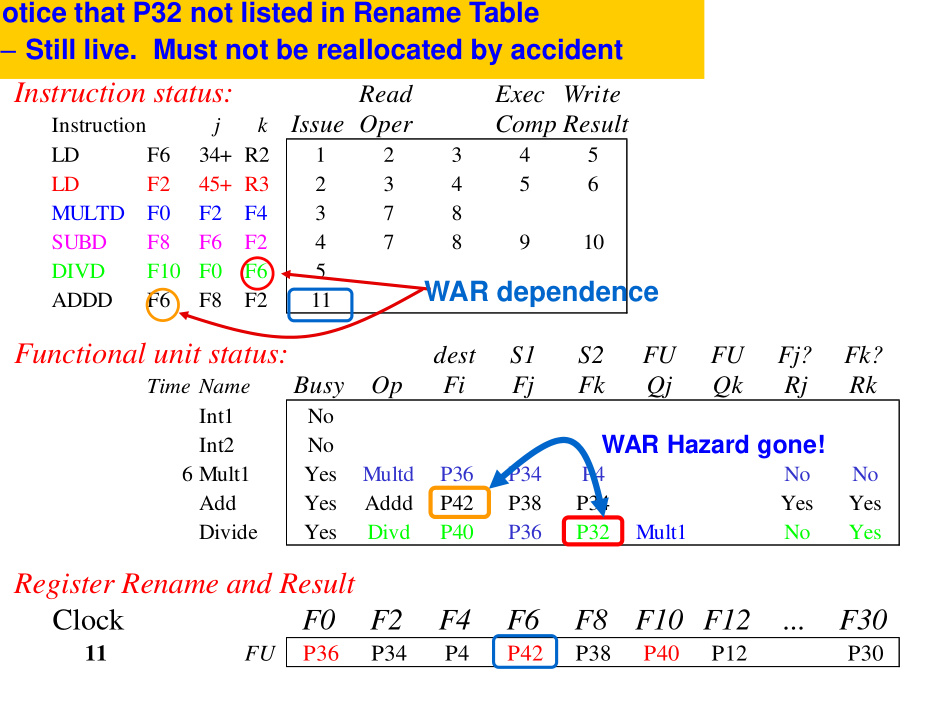 otice that P32 not listed in Rename Table
– Still live. Must not be reallocated by accident
Instruction status: Read Exec Write
Instruction j k Issue Oper Comp Result
LD F6 34+ R2 1 2 3 4 5
LD F2 45+ R3 2 3 4 5 6
MULTD F0 F2 F4 3 7 8
SUBD F8 F6 F2 4 7 8 9 10
DIVD F10 F0 F6 5
WAR dependence
ADDD F6 F8 F2 11
Functional unit status: dest S1 S2 FU FU Fj? Fk?
Time Name Busy Op Fi Fj Fk Qj Qk Rj Rk
Int1 No
Int2 No
WAR Hazard gone!
6 Mult1 Yes Multd P36 P34 P4 No No
Add Yes Addd P42 P38 P34 Yes Yes
Divide Yes Divd P40 P36 P32 Mult1 No Yes
Register Rename and Result
Clock F0 F2 F4 F6 F8 F10 F12 ... F30
11 FU P36 P34 P4 P42 P38 P40 P12 P30